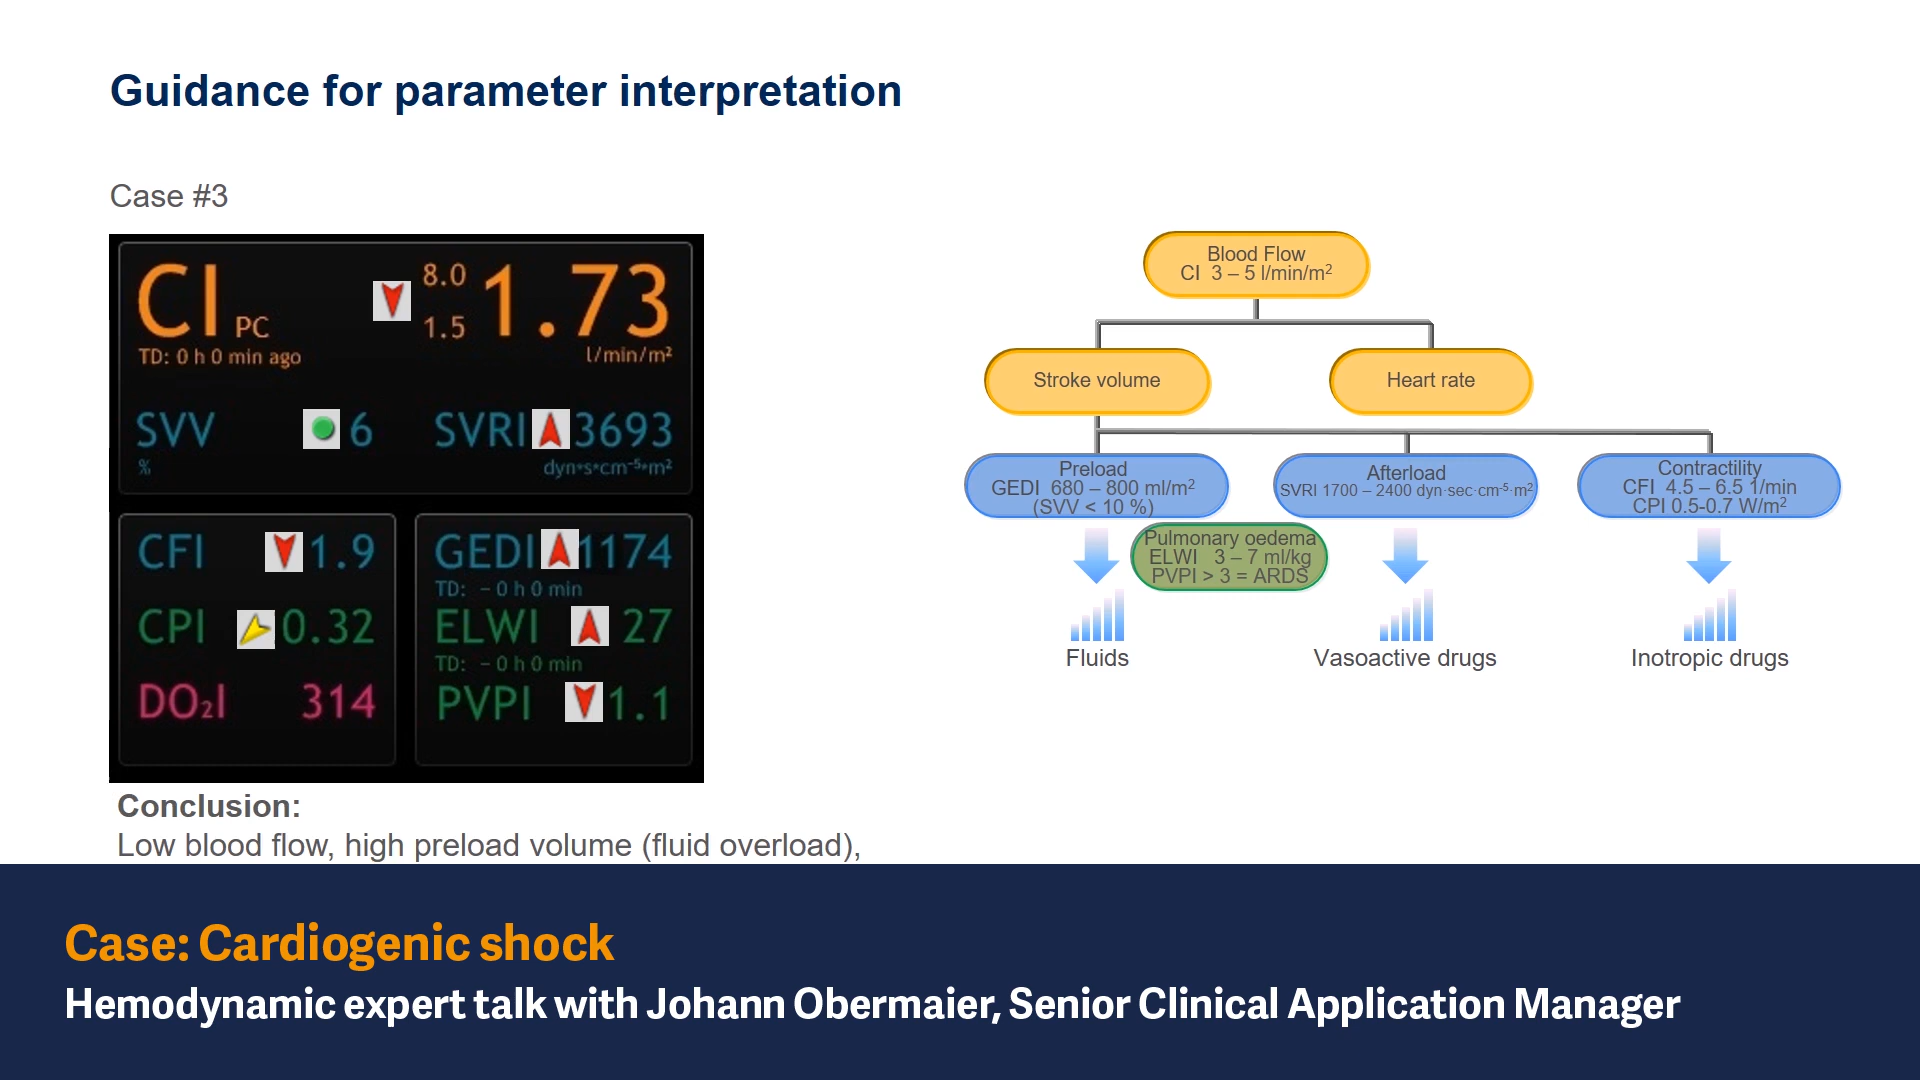 Guidance for parameter interpretation
Case #3
CI PC
8.0
1.5
1.73
TD: 0 h 0 min ago
l/min/m²
SVV 6
%
SVRI 3693
dyn*s*cm⁻⁵*m²
CFI 1.9
CPI 0.32
DO₂I 314
GEDI 1174
TD: – 0 h 0 min
ELWI 27
TD: – 0 h 0 min
PVPI 1.1
Conclusion:
Low blood flow, high preload volume (fluid overload),
Blood Flow
CI 3 – 5 l/min/m²
Stroke volume
Heart rate
Preload
GEDI 680 – 800 ml/m²
(SVV < 10 %)
Afterload
SVRI 1700 – 2400 dyn·sec·cm⁻⁵·m²
Contractility
CFI 4.5 – 6.5 1/min
CPI 0.5-0.7 W/m²
Pulmonary oedema
ELWI 3 – 7 ml/kg
PVPI > 3 = ARDS
Fluids
Vasoactive drugs
Inotropic drugs
Case: Cardiogenic shock
Hemodynamic expert talk with Johann Obermaier, Senior Clinical Application Manager